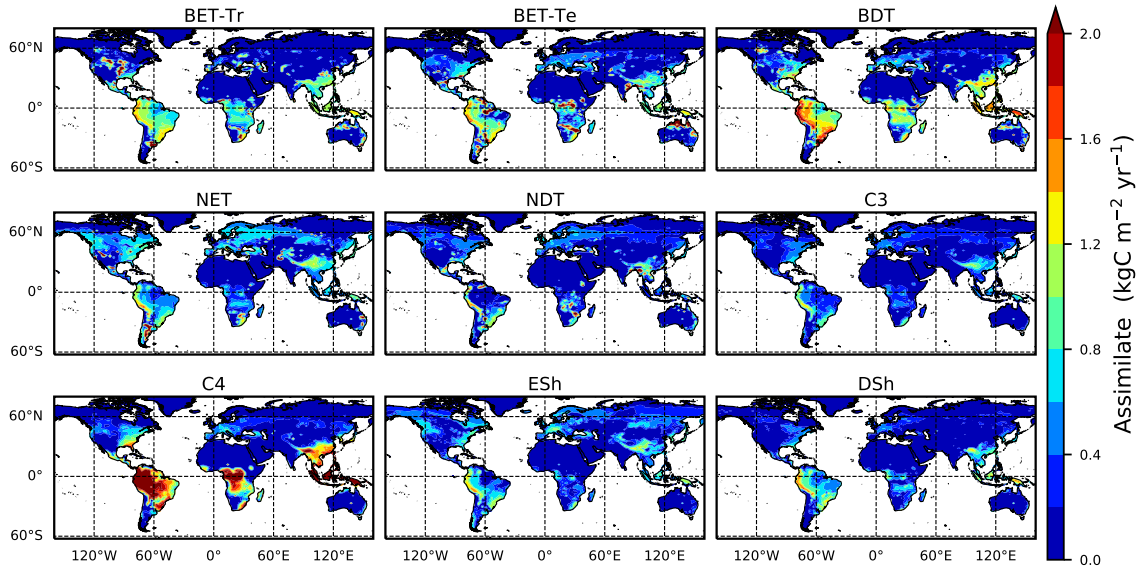 BET-Tr BET-Te BDT
60°N
0°
60°S
NET NDT C3
60°N
0°
60°S
C4 ESh DSh
60°N
0°
60°S
120°W 60°W 0° 60°E 120°E 120°W 60°W 0° 60°E 120°E 120°W 60°W 0° 60°E 120°E
2.0
1.6
1.2
0.8
0.4
0.0
Assimilate (kgC m⁻² yr⁻¹)